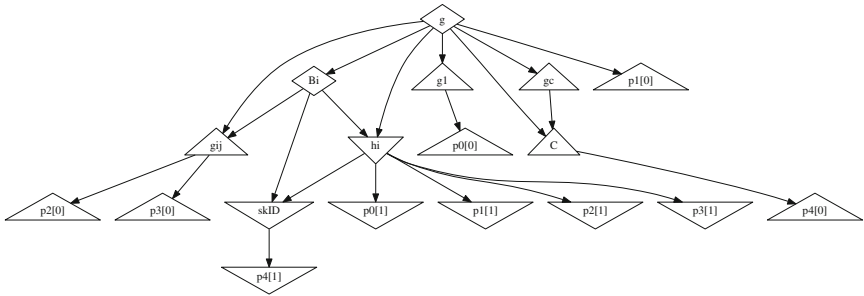 g
Bi
g1
gc
p1[0]
gij
hi
p0[0]
C
p2[0]
p3[0]
skID
p0[1]
p1[1]
p2[1]
p3[1]
p4[0]
p4[1]